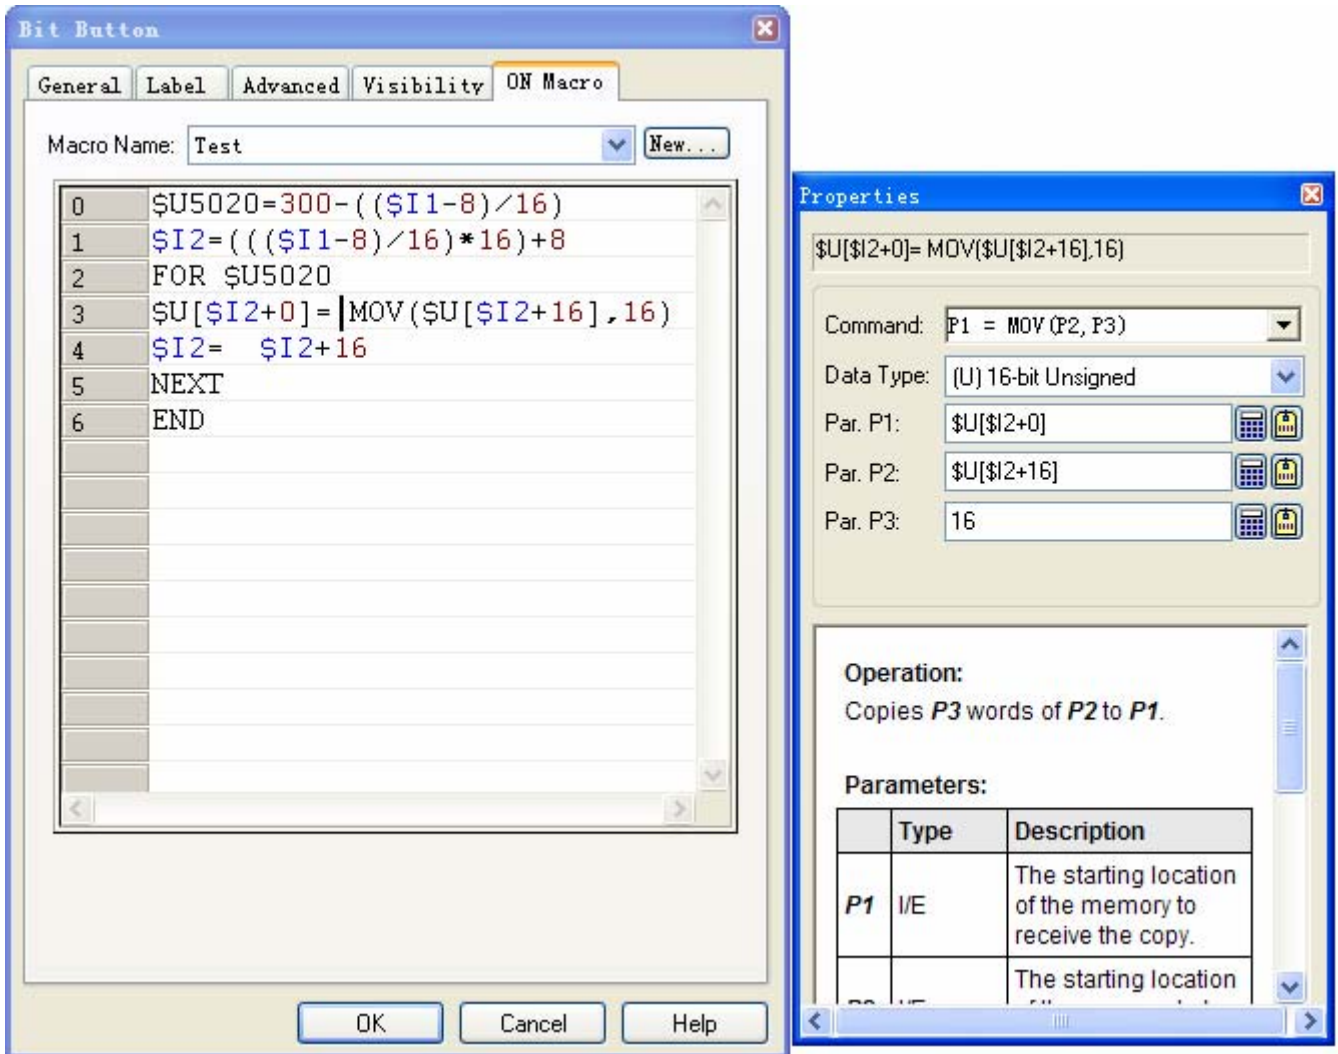 Bit Button
General Label Advanced Visibility ON Macro
Macro Name: Test New...
0 $U5020=300-(($I1-8)/16)
1 $I2=((($I1-8)/16)*16)+8
2 FOR $U5020
3 $U[$I2+0]= MOV($U[$I2+16],16)
4 $I2= $I2+16
5 NEXT
6 END
OK Cancel Help
Properties
$U[$I2+0]= MOV($U[$I2+16],16)
Command: P1 = MOV(P2, P3)
Data Type: (U) 16-bit Unsigned
Par. P1: $U[$I2+0]
Par. P2: $U[$I2+16]
Par. P3: 16
Operation:
Copies P3 words of P2 to P1.
Parameters:
Type Description
P1 I/E The starting location
of the memory to
receive the copy.
The starting location